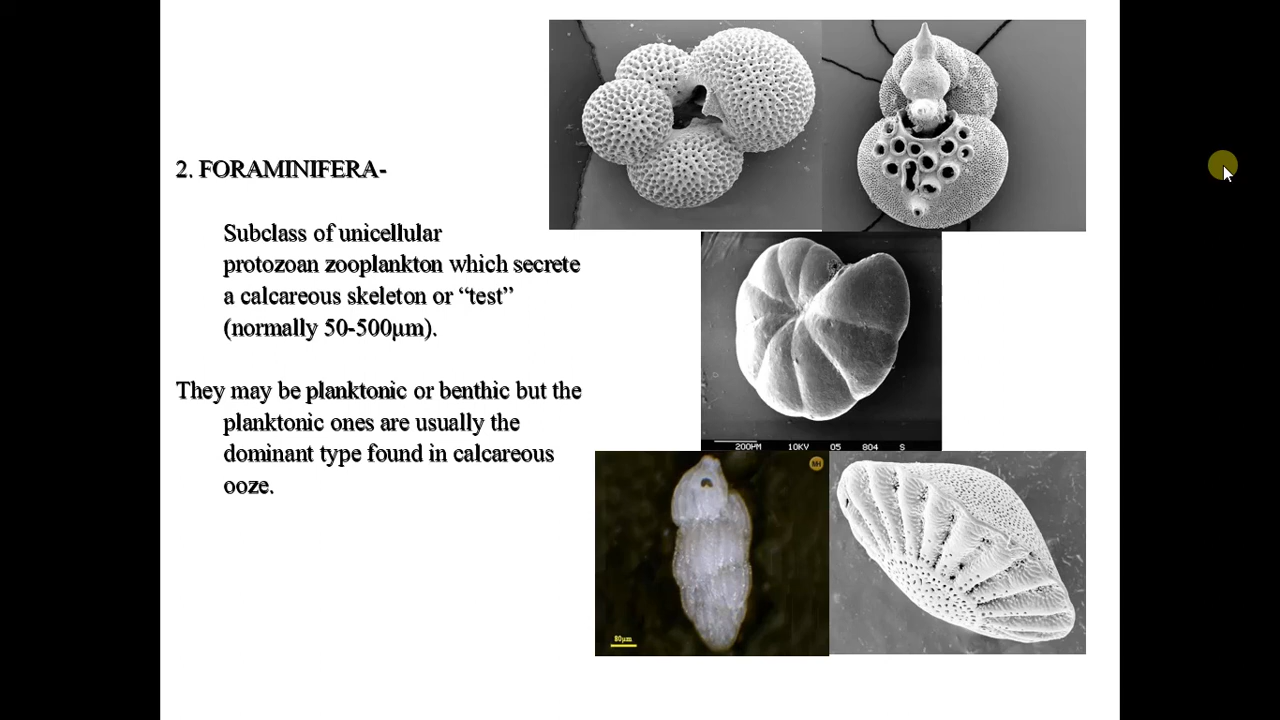 2. FORAMINIFERA-
Subclass of unicellular
protozoan zooplankton which secrete
a calcareous skeleton or “test”
(normally 50-500μm).
They may be planktonic or benthic but the
planktonic ones are usually the
dominant type found in calcareous
ooze.
200μm 10KV 05 804 S
80μm